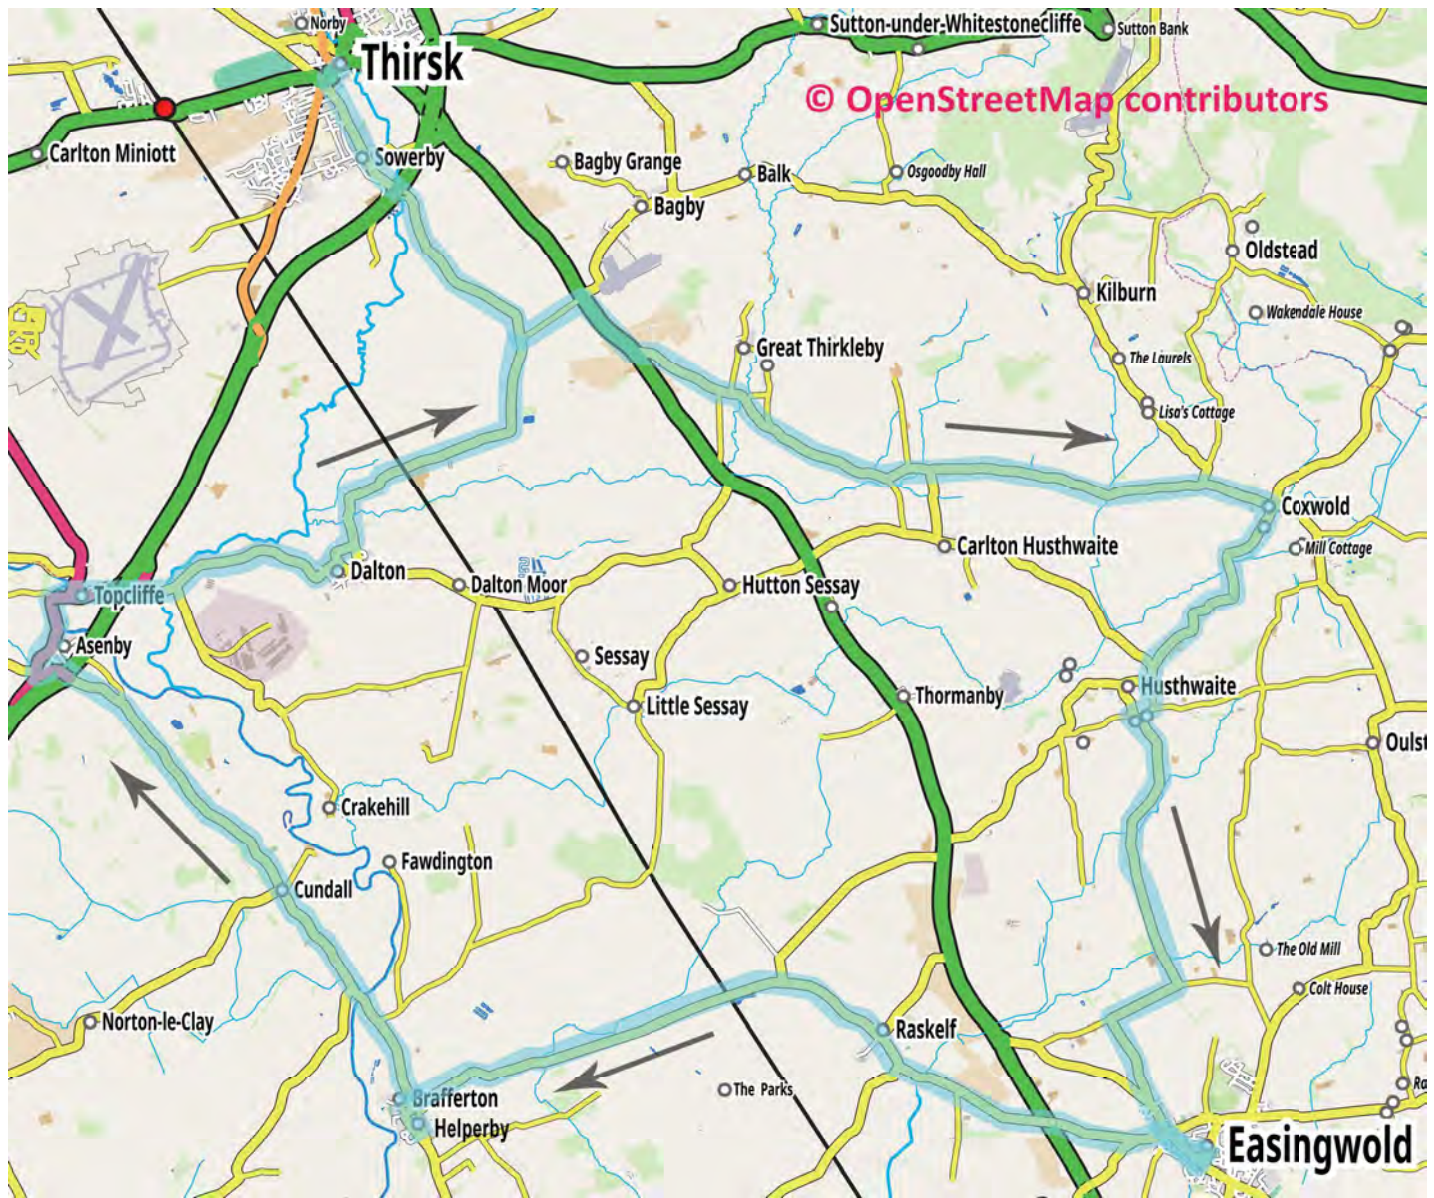 Norby
Sutton-under-Whitestonecliffe
Sutton Bank
Thirsk
© OpenStreetMap contributors
Carlton Miniott
Sowerby
Bagby Grange
Balk
Osgoodby Hall
Bagby
Oldstead
Kilburn
Wakendale House
Great Thirkleby
The Laurels
Lisa's Cottage
Coxwold
Carlton Husthwaite
Mill Cottage
Dalton
Dalton Moor
Hutton Sessay
Topcliffe
Asenby
Sessay
Husthwaite
Little Sessay
Thormanby
Oulst
Crakehill
Fawdington
Cundall
The Old Mill
Colt House
Norton-le-Clay
Raskelf
Ra
The Parks
Brafferton
Helperby
Easingwold